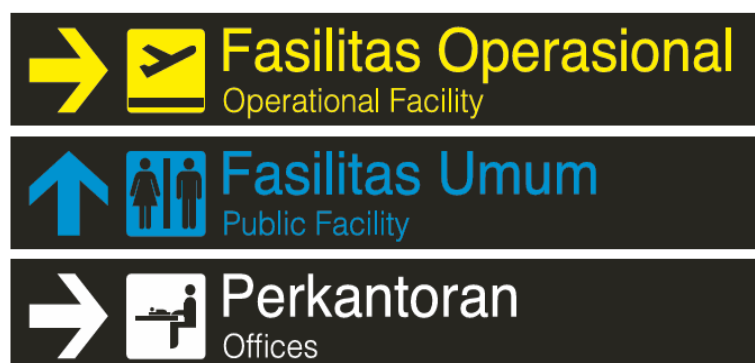 Fasilitas Operasional
Operational Facility
Fasilitas Umum
Public Facility
Perkantoran
Offices